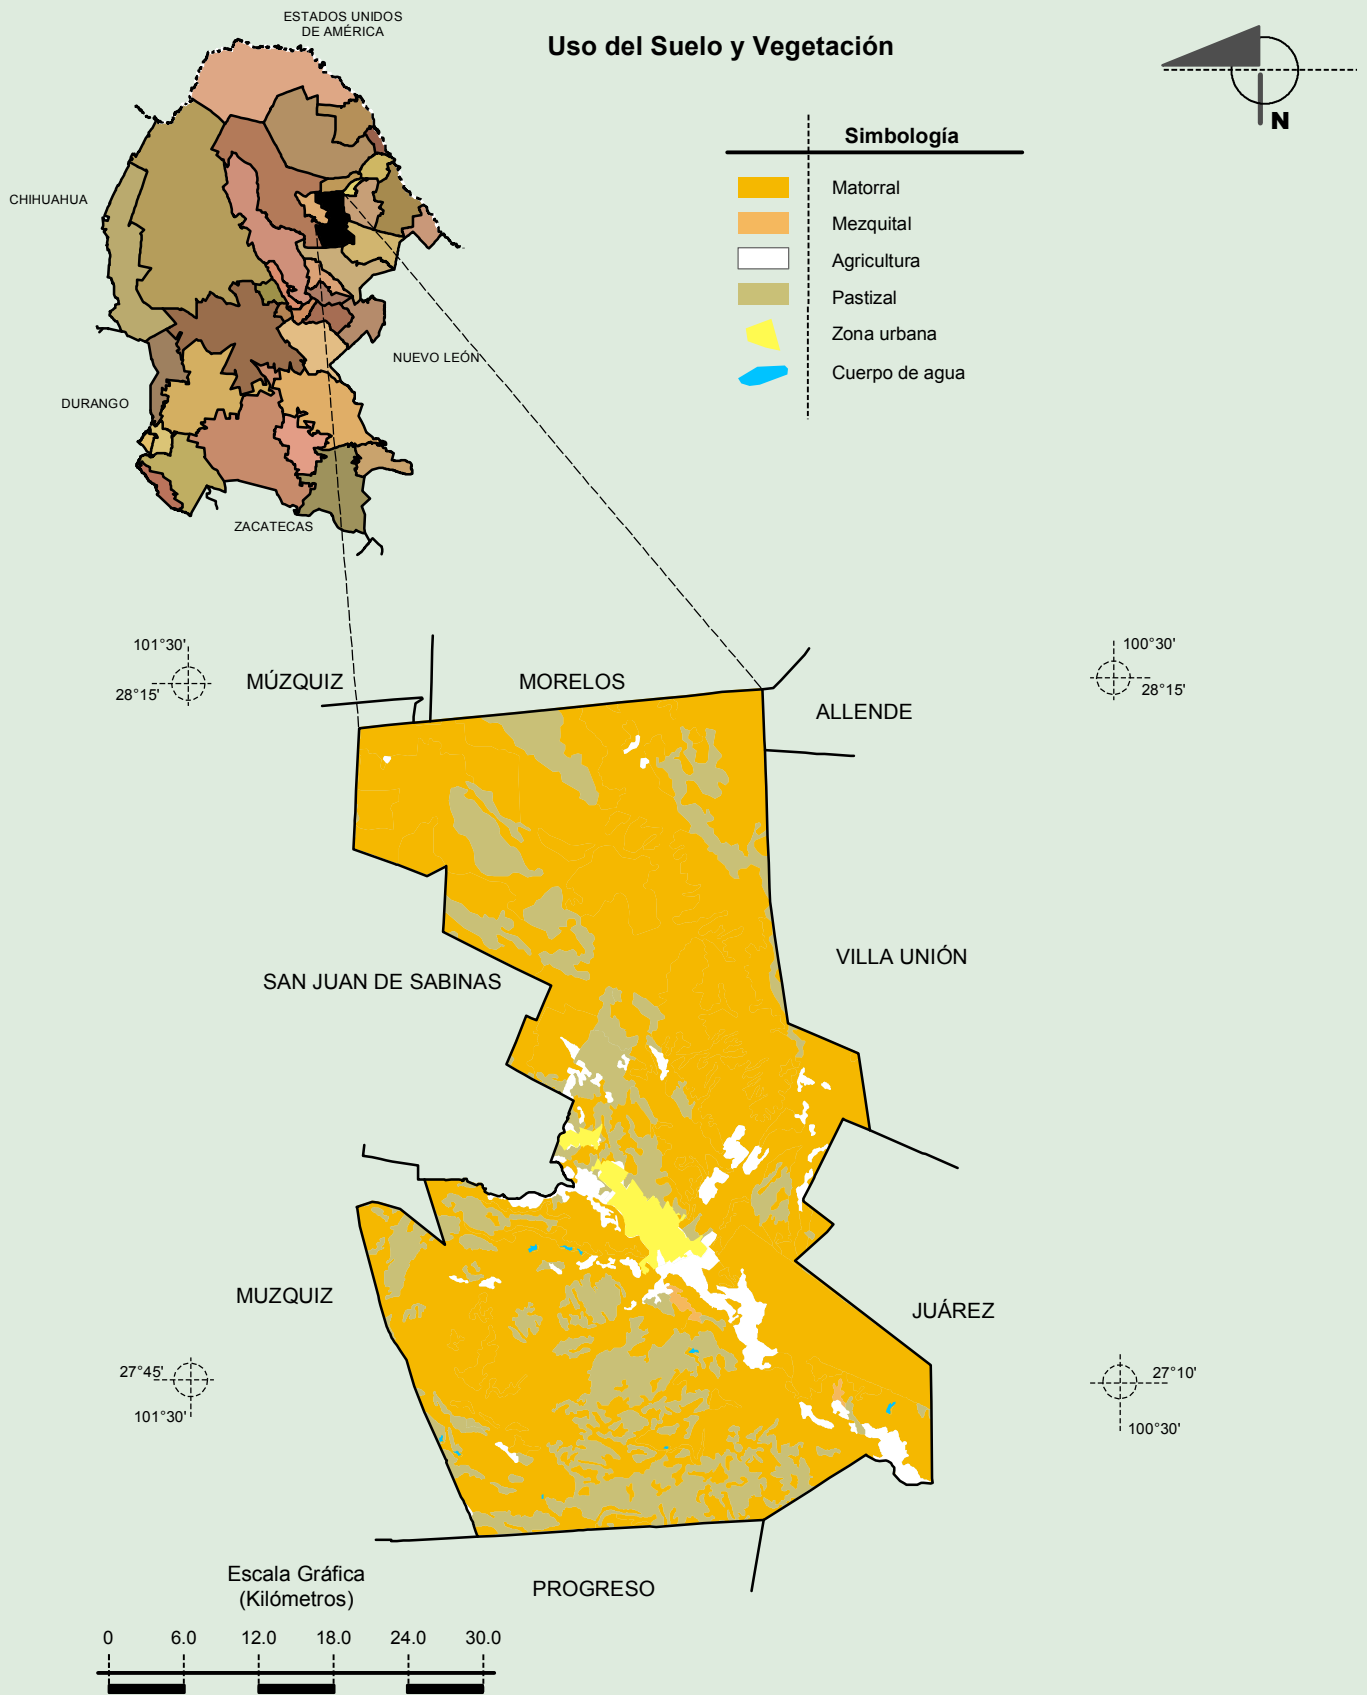 ESTADOS UNIDOS
DE AMÉRICA
Uso del Suelo y Vegetación
N
Simbología
Matorral
Mezquital
Agricultura
Pastizal
Zona urbana
Cuerpo de agua
CHIHUAHUA
NUEVO LEÓN
DURANGO
ZACATECAS
101°30'
28°15'
100°30'
28°15'
MÚZQUIZ
MORELOS
ALLENDE
VILLA UNIÓN
SAN JUAN DE SABINAS
MUZQUIZ
JUÁREZ
27°45'
101°30'
27°10'
100°30'
PROGRESO
Escala Gráfica
(Kilómetros)
0 6.0 12.0 18.0 24.0 30.0